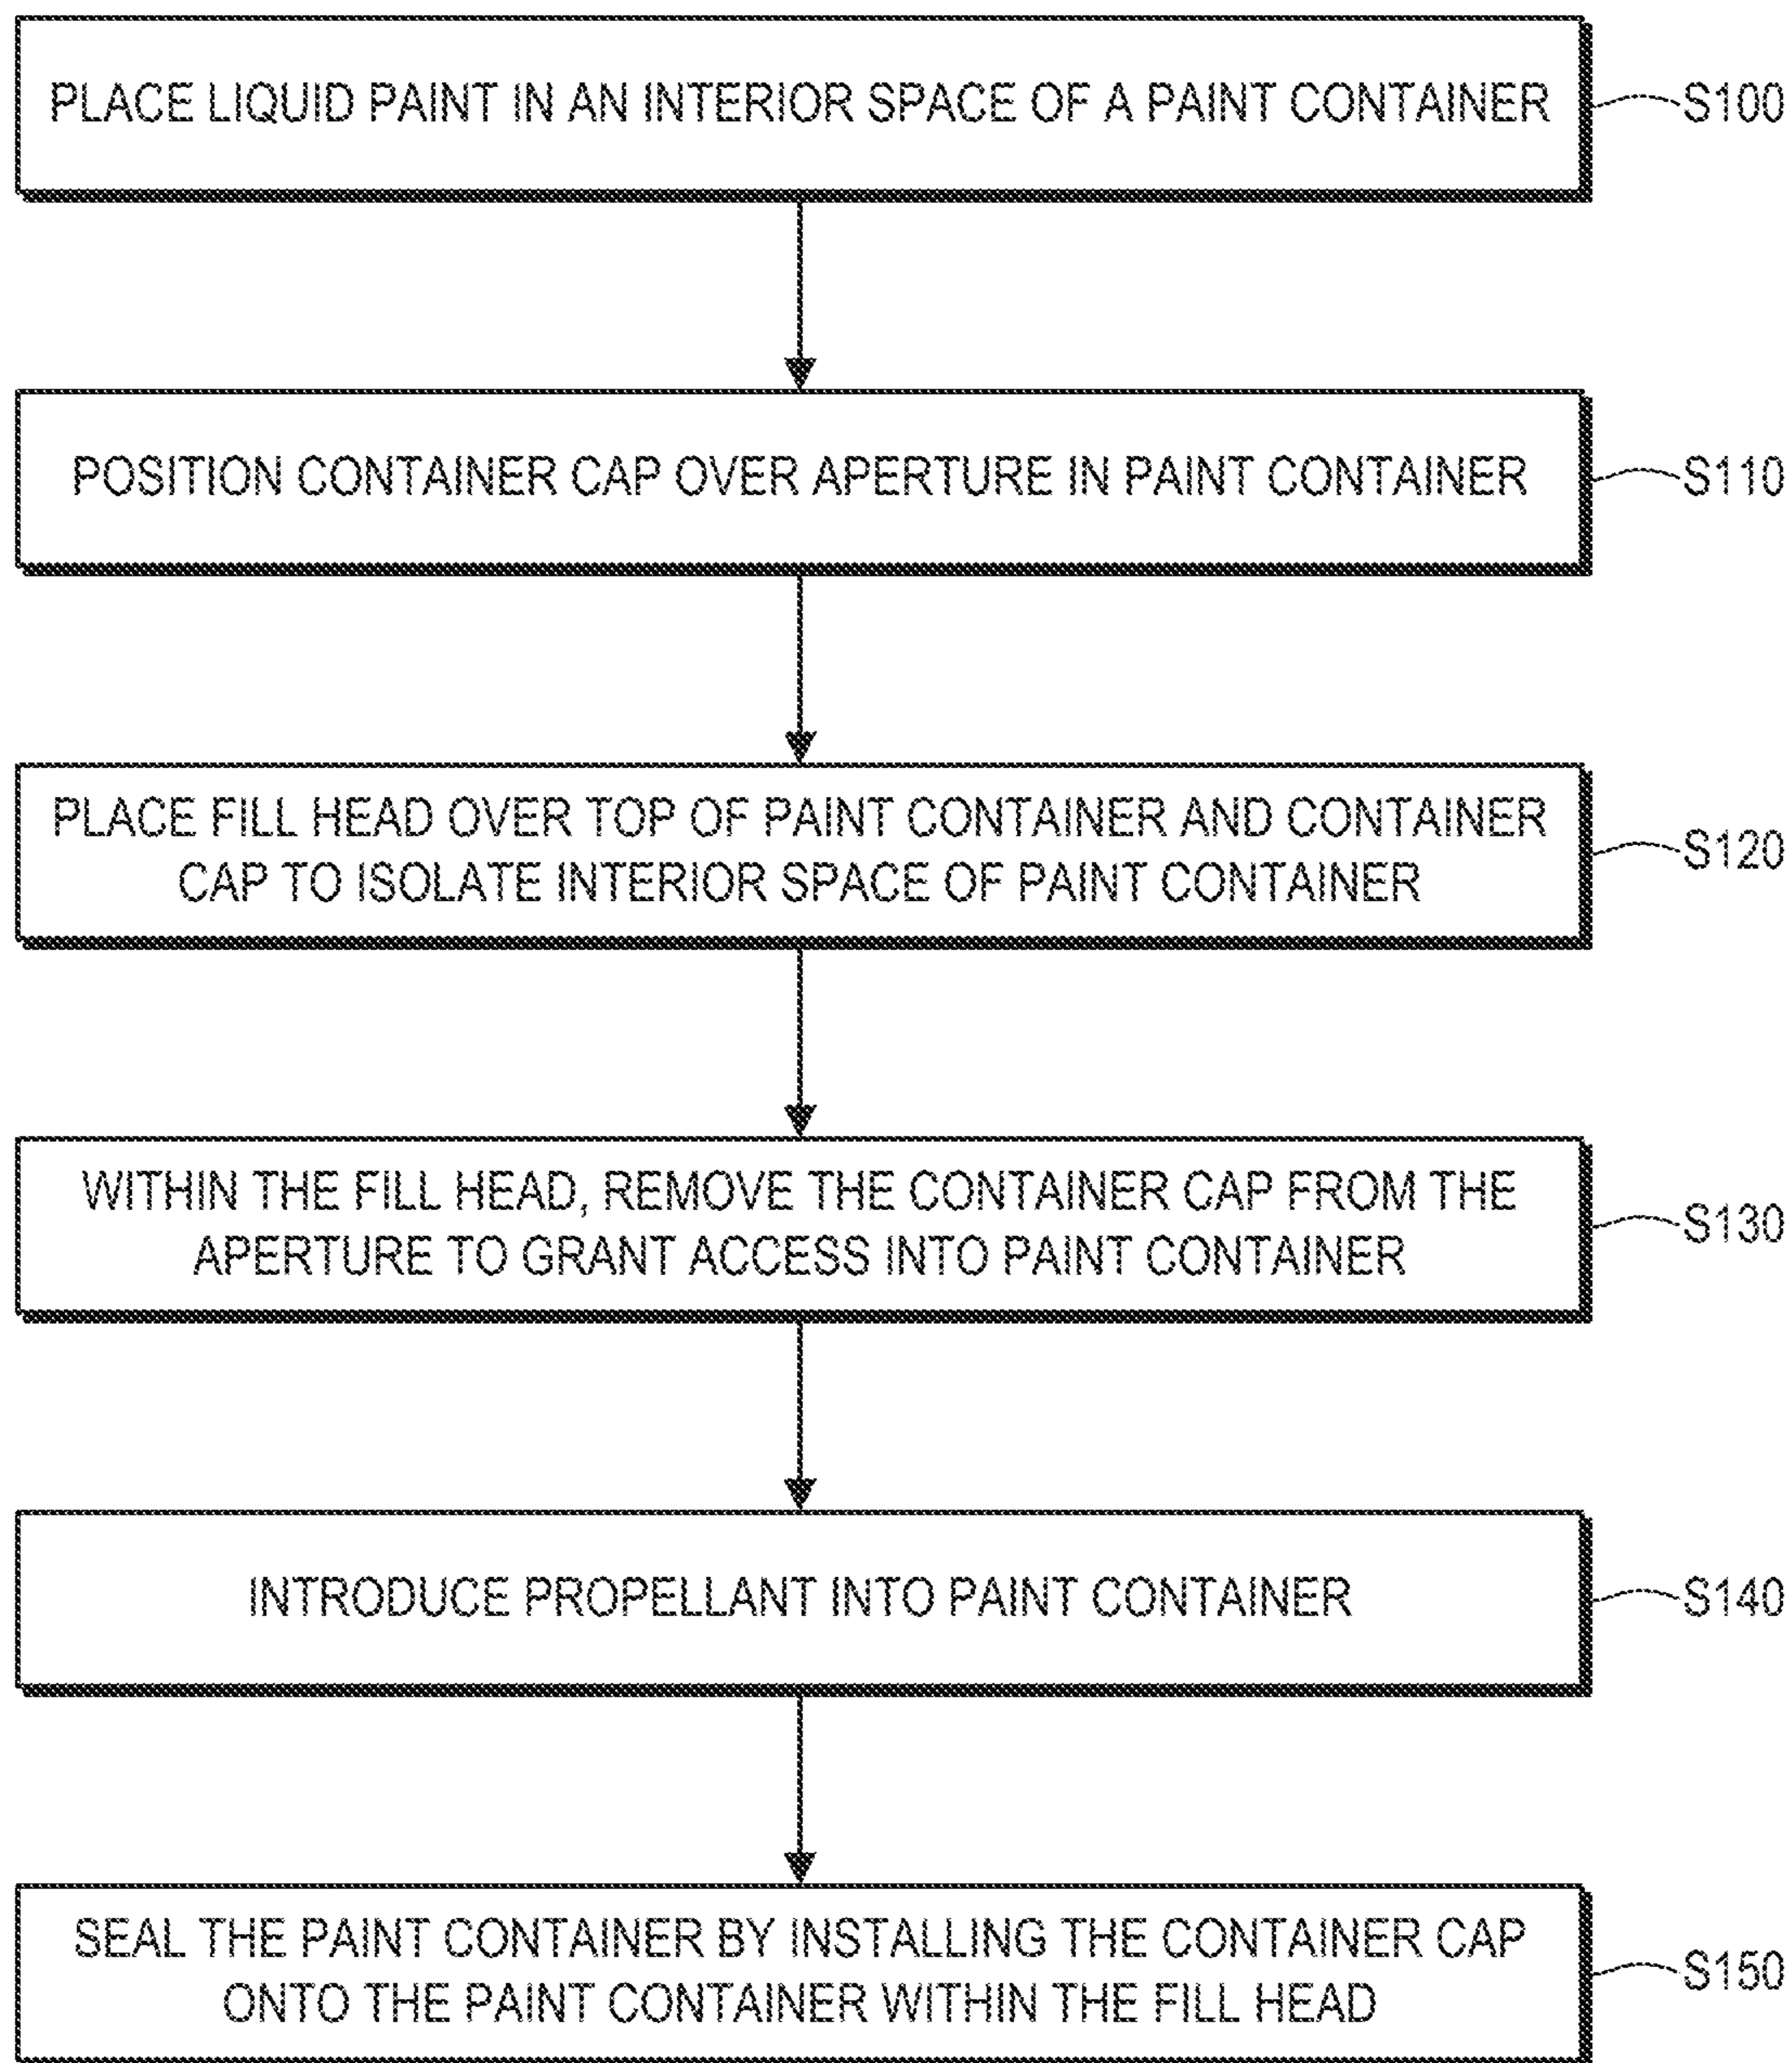 PLACE LIQUID PAINT IN AN INTERIOR SPACE OF A PAINT CONTAINER
S100
POSITION CONTAINER CAP OVER APERTURE IN PAINT CONTAINER
S110
PLACE FILL HEAD OVER TOP OF PAINT CONTAINER AND CONTAINER
CAP TO ISOLATE INTERIOR SPACE OF PAINT CONTAINER
S120
WITHIN THE FILL HEAD, REMOVE THE CONTAINER CAP FROM THE
APERTURE TO GRANT ACCESS INTO PAINT CONTAINER
S130
INTRODUCE PROPELLANT INTO PAINT CONTAINER
S140
SEAL THE PAINT CONTAINER BY INSTALLING THE CONTAINER CAP
ONTO THE PAINT CONTAINER WITHIN THE FILL HEAD
S150